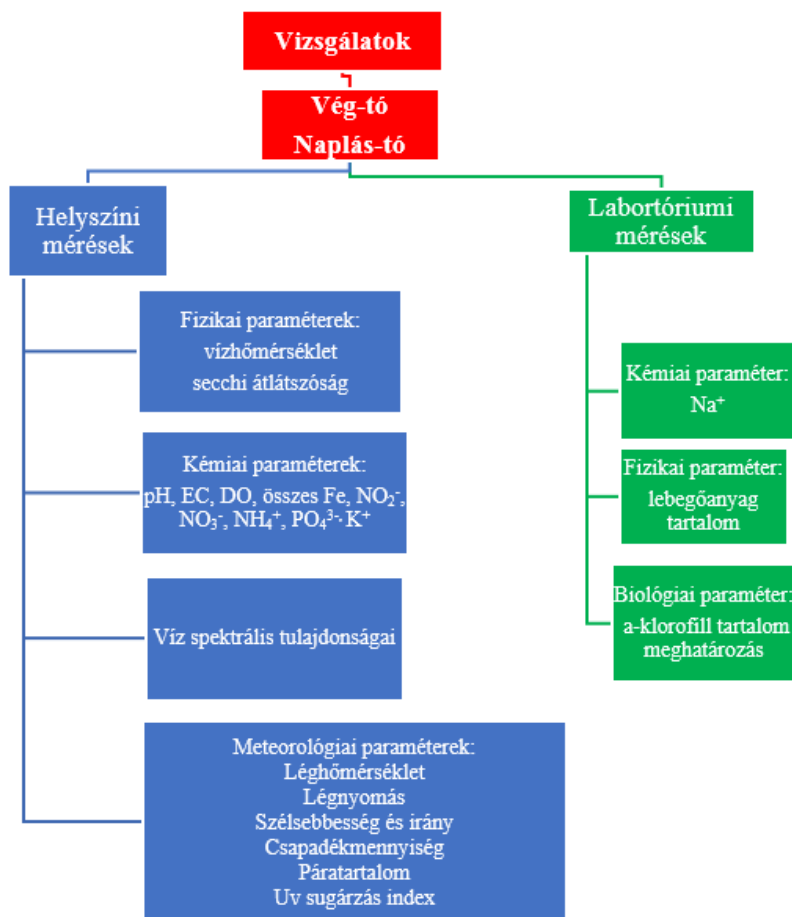 Vizsgálatok
Vég-tó
Naplás-tó
Helyszíni
mérések
Fizikai paraméterek:
vízhőmérséklet
secchi átlátszóság
Kémiai paraméterek:
pH, EC, DO, összes Fe, NO₂⁻,
NO₃⁻, NH₄⁺, PO₄³⁻, K⁺
Víz spektrális tulajdonságai
Meteorológiai paraméterek:
Léghőmérséklet
Légnyomás
Szélsebbesség és irány
Csapadékmennyiség
Páratartalom
Uv sugárzás index
Labortóriumi
mérések
Kémiai paraméter:
Na⁺
Fizikai paraméter:
lebegőanyag
tartalom
Biológiai paraméter:
a-klorofill tartalom
meghatározás